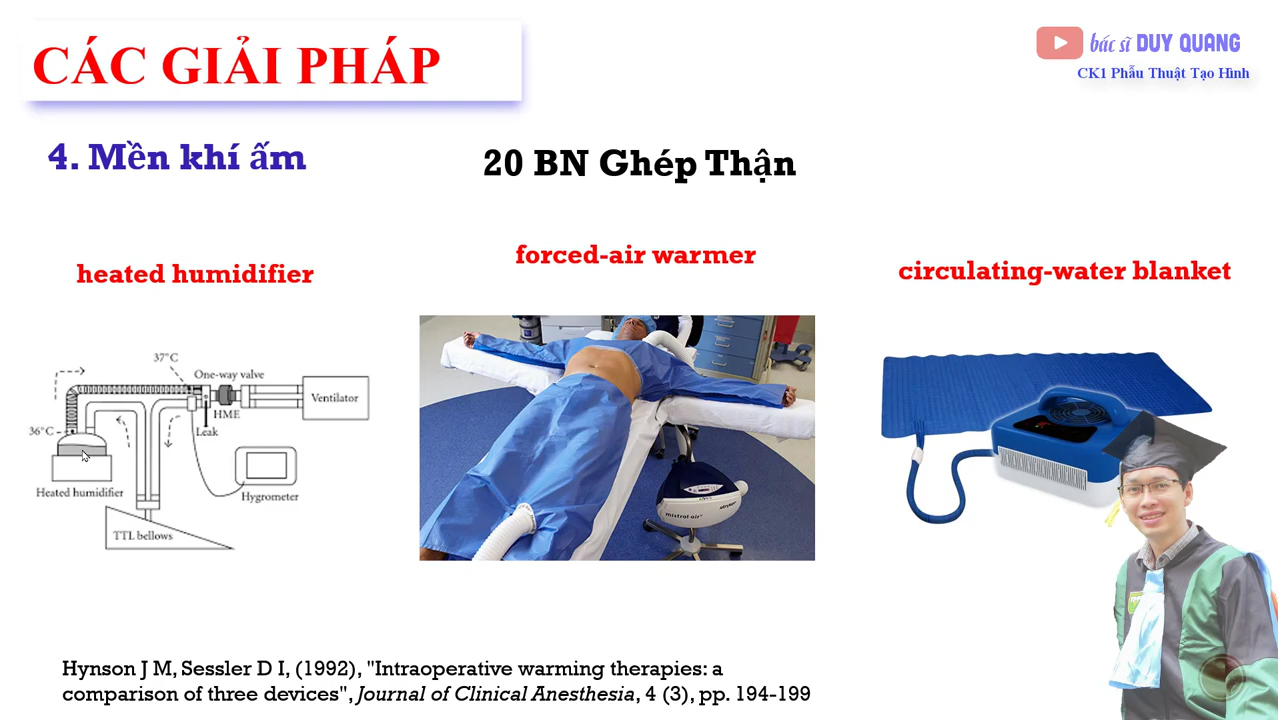 CÁC GIẢI PHÁP
bác sĩ DUY QUANG
CK1 Phẫu Thuật Tạo Hình
4. Mền khí ấm
20 BN Ghép Thận
heated humidifier
forced-air warmer
circulating-water blanket
37°C
One-way valve
HME
Ventilator
Leak
36°C
Heated humidifier
Hygrometer
TTL bellows
mistral-air
stryker
Hynson J M, Sessler D I, (1992), "Intraoperative warming therapies: a
comparison of three devices", Journal of Clinical Anesthesia, 4 (3), pp. 194-199